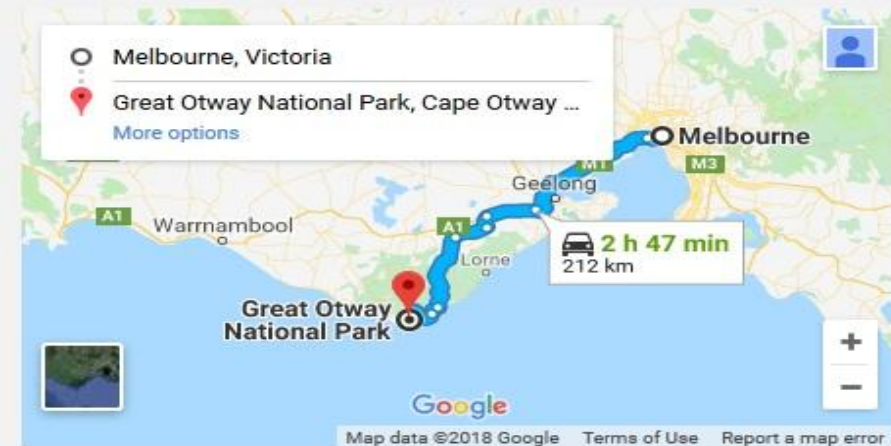 Melbourne, Victoria
Great Otway National Park, Cape Otway ...
More options
Melbourne
M1
M3
Geelong
A1
Warrnambool
A1
2 h 47 min
212 km
Lorne
Great Otway
National Park
Google
Map data ©2018 Google Terms of Use Report a map error